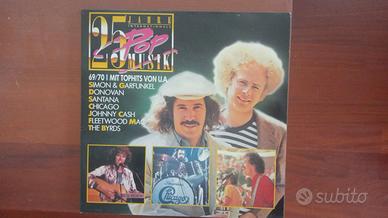 25 JAHRE
INTERNATIONALE
POP
MUSIK
69/70 | MIT TOPHITS VON U.A.
SIMON & GARFUNKEL
DONOVAN
SANTANA
CHICAGO
JOHNNY CASH
FLEETWOOD MAC
THE BYRDS
Chicago
subito